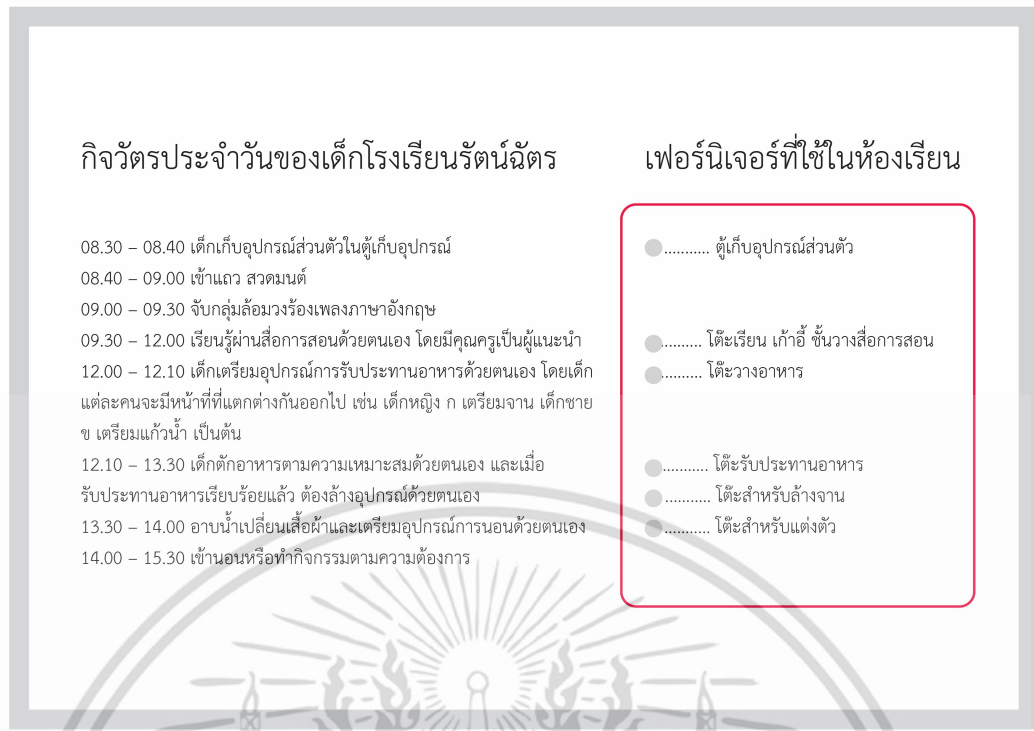 กิจวัตรประจำวันของเด็กโรงเรียนรัตน์ฉัตร
08.30 – 08.40 เด็กเก็บอุปกรณ์ส่วนตัวในตู้เก็บอุปกรณ์
08.40 – 09.00 เข้าแถว สวดมนต์
09.00 – 09.30 จับกลุ่มล้อมวงร้องเพลงภาษาอังกฤษ
09.30 – 12.00 เรียนรู้ผ่านสื่อการสอนด้วยตนเอง โดยมีคุณครูเป็นผู้แนะนำ
12.00 – 12.10 เด็กเตรียมอุปกรณ์การรับประทานอาหารด้วยตนเอง โดยเด็ก
แต่ละคนจะมีหน้าที่ที่แตกต่างกันออกไป เช่น เด็กหญิง ก เตรียมจาน เด็กชาย
ข เตรียมแก้วน้ำ เป็นต้น
12.10 – 13.30 เด็กตักอาหารตามความเหมาะสมด้วยตนเอง และเมื่อ
รับประทานอาหารเรียบร้อยแล้ว ต้องล้างอุปกรณ์ด้วยตนเอง
13.30 – 14.00 อาบน้ำเปลี่ยนเสื้อผ้าและเตรียมอุปกรณ์การนอนด้วยตนเอง
14.00 – 15.30 เข้านอนหรือทำกิจกรรมตามความต้องการ
เฟอร์นิเจอร์ที่ใช้ในห้องเรียน
........... ตู้เก็บอุปกรณ์ส่วนตัว
.......... โต๊ะเรียน เก้าอี้ ชั้นวางสื่อการสอน
.......... โต๊ะวางอาหาร
........... โต๊ะรับประทานอาหาร
........... โต๊ะสำหรับล้างจาน
........... โต๊ะสำหรับแต่งตัว